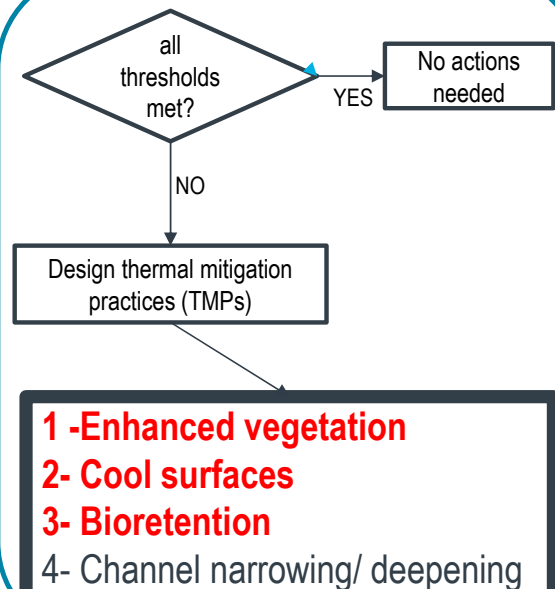 all
thresholds
met?
No actions
needed
YES
NO
Design thermal mitigation
practices (TMPs)
1 -Enhanced vegetation
2- Cool surfaces
3- Bioretention
4- Channel narrowing/ deepening